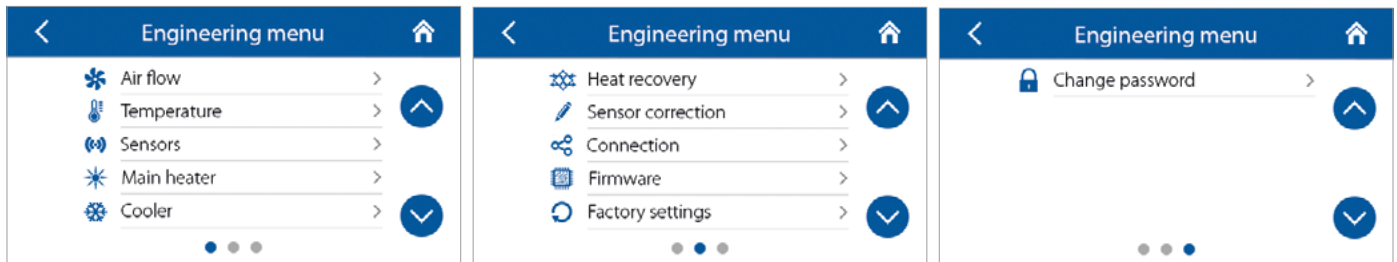 Engineering menu
Air flow
Temperature
Sensors
Main heater
Cooler
Engineering menu
Heat recovery
Sensor correction
Connection
Firmware
Factory settings
Engineering menu
Change password